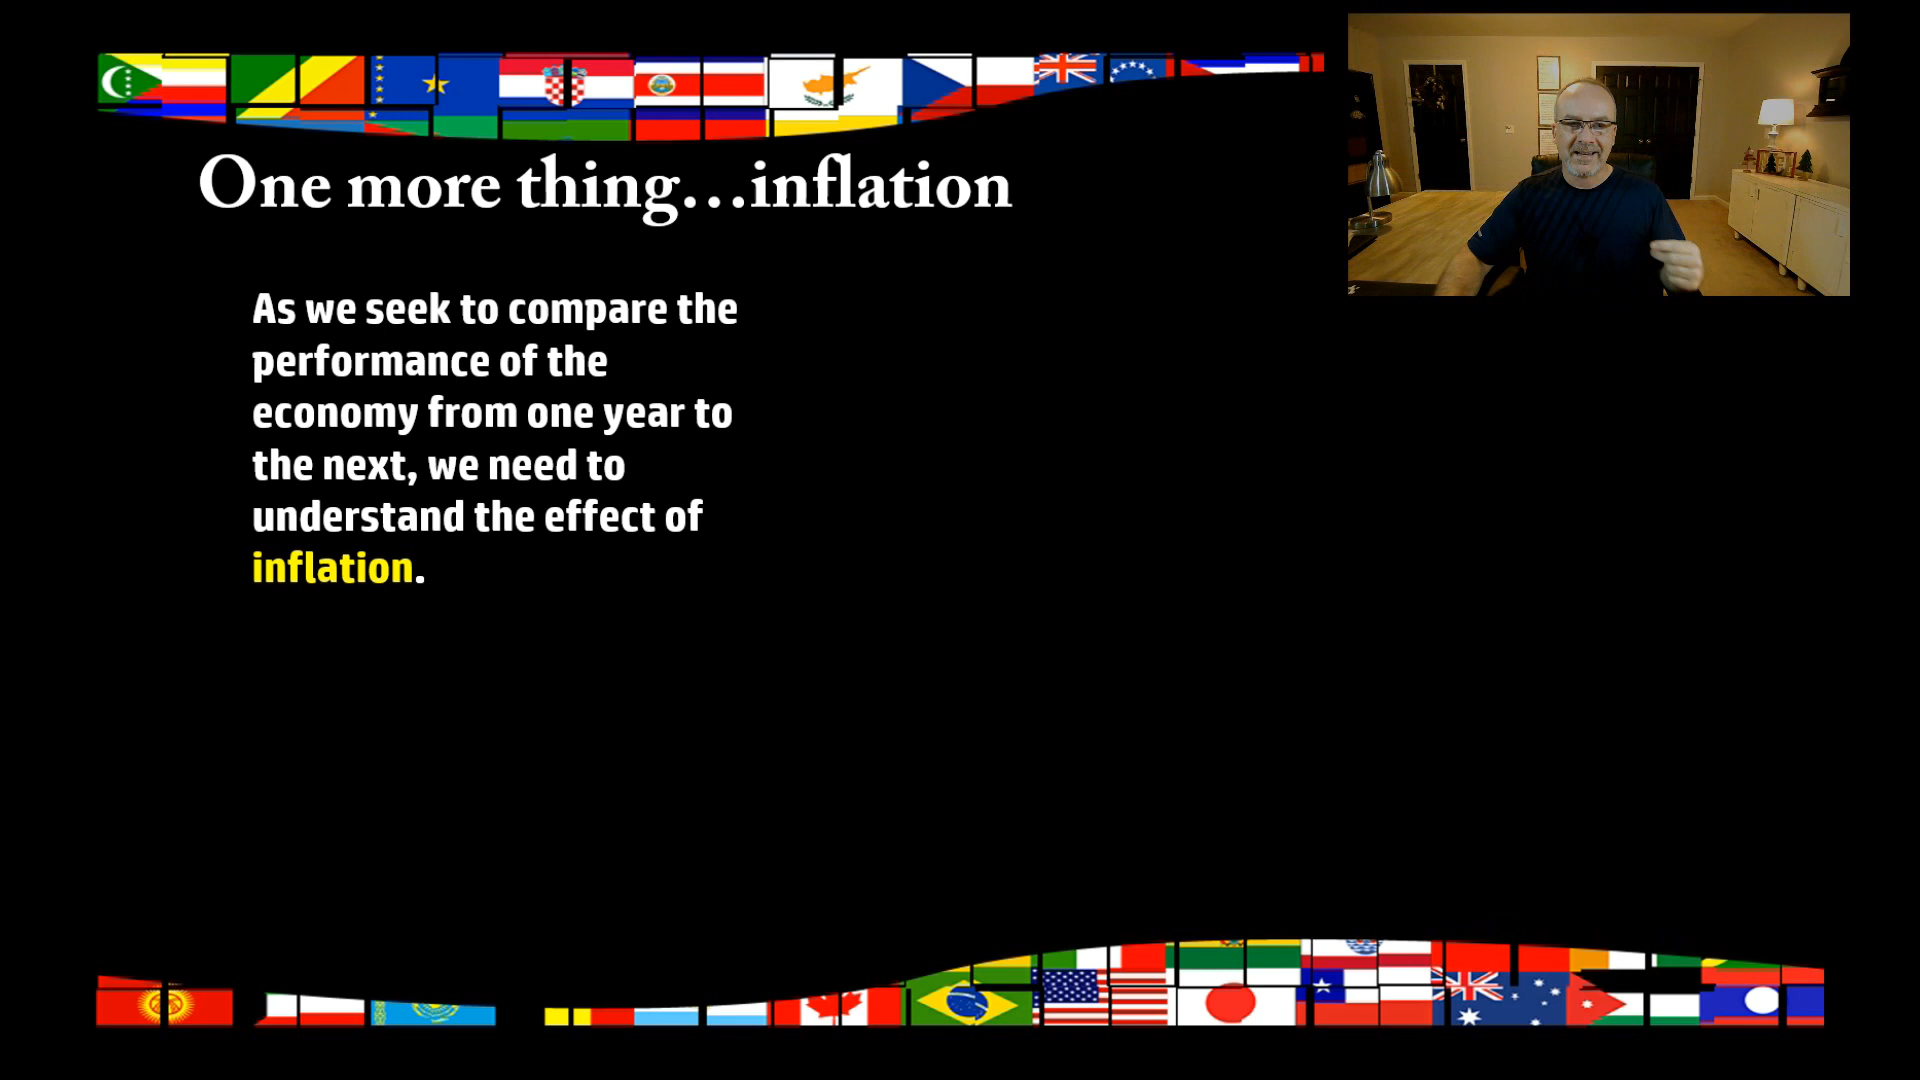 One more thing…inflation
As we seek to compare the
performance of the
economy from one year to
the next, we need to
understand the effect of
inflation.